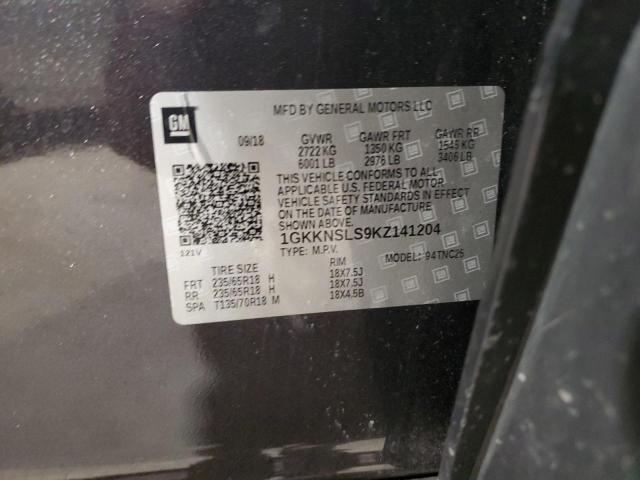 MFD BY GENERAL MOTORS LLC
GM
09/18 GVWR GAWR FRT GAWR RR
2722 KG 1350 KG 1545 KG
6001 LB 2976 LB 3406 LB
THIS VEHICLE CONFORMS TO ALL
APPLICABLE U.S. FEDERAL MOTOR
VEHICLE SAFETY STANDARDS IN EFFECT
ON THE DATE OF MANUFACTURE
SHOWN ABOVE.
1GKKNSLS9KZ141204
TYPE: M.P.V. MODEL: 94TNC26
121V
TIRE SIZE RIM
FRT 235/65R18 H 18X7.5J
RR 235/65R18 H 18X7.5J
SPA T135/70R18 M 18X4.5B